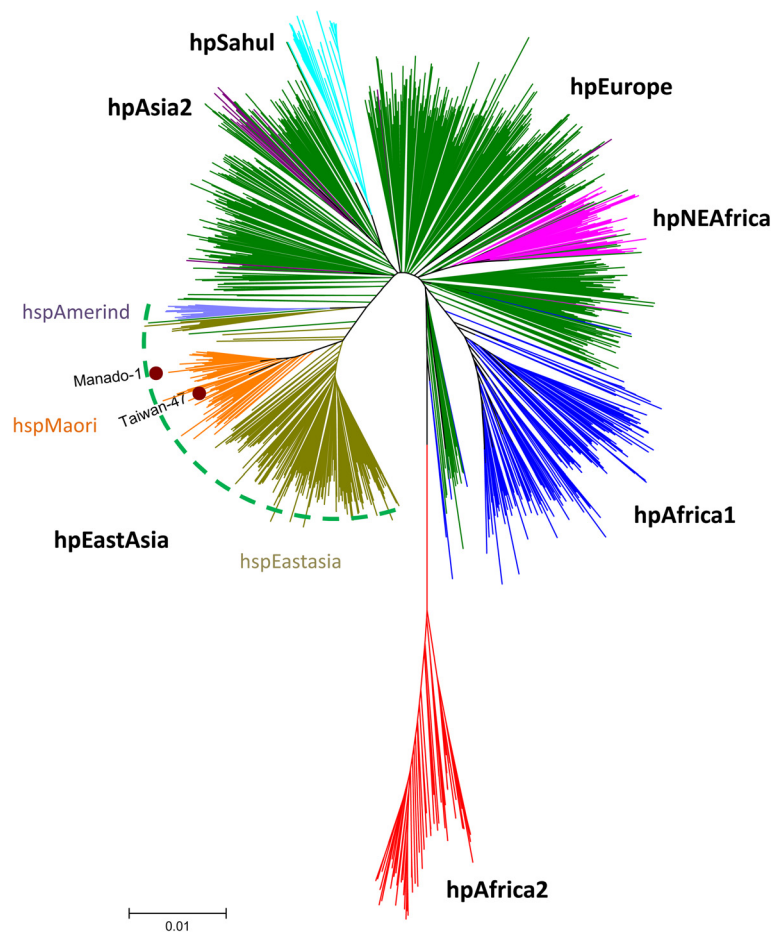 hpSahul
hpEurope
hpAsia2
hpNEAfrica
hspAmerind
Manado-1
Taiwan-47
hspMaori
hpAfrica1
hpEastAsia
hspEastasia
hpAfrica2
0.01